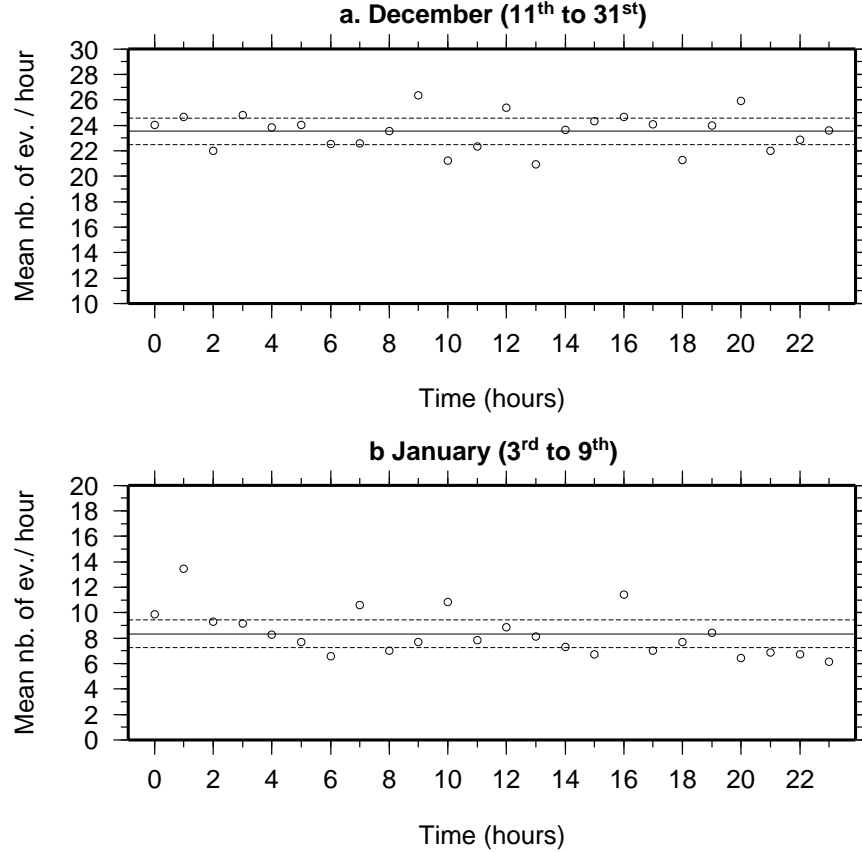 a. December (11th to 31st)
30
28
26
24
22
20
18
16
14
12
10
Mean nb. of ev. / hour
0 2 4 6 8 10 12 14 16 18 20 22
Time (hours)
b January (3rd to 9th)
20
18
16
14
12
10
8
6
4
2
0
Mean nb. of ev./ hour
0 2 4 6 8 10 12 14 16 18 20 22
Time (hours)